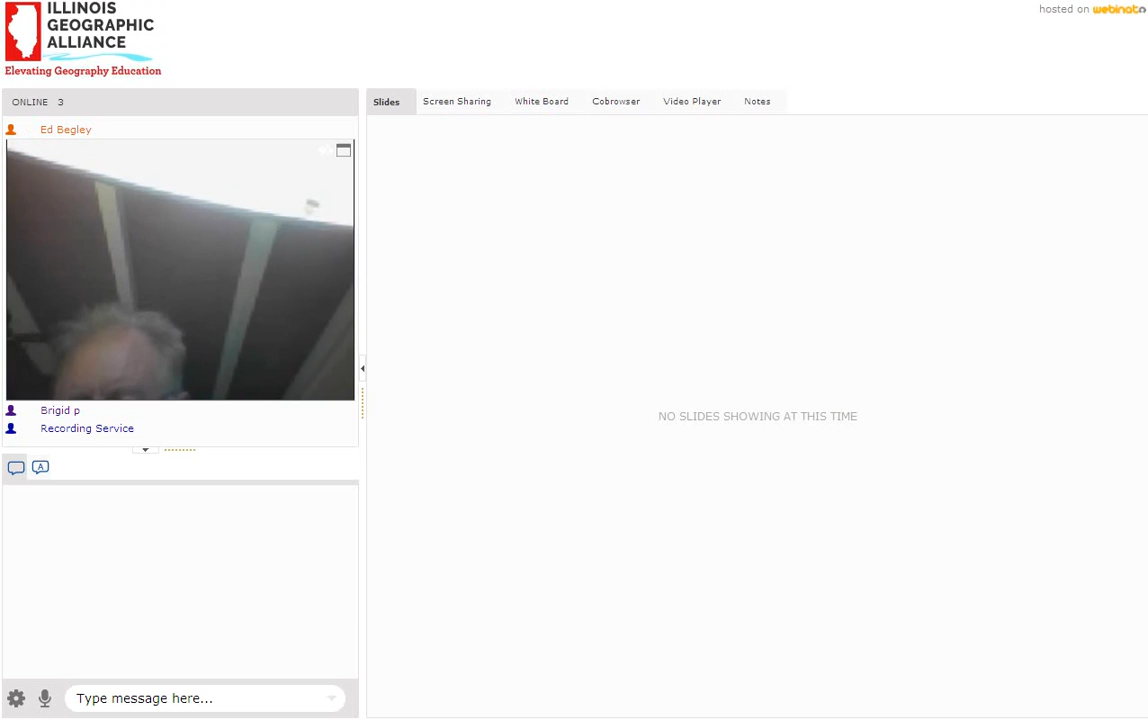 ILLINOIS
GEOGRAPHIC
ALLIANCE
Elevating Geography Education
hosted on webinato
ONLINE 3
Slides Screen Sharing White Board Cobrowser Video Player Notes
Ed Begley
Brigid p
Recording Service
NO SLIDES SHOWING AT THIS TIME
A
Type message here...